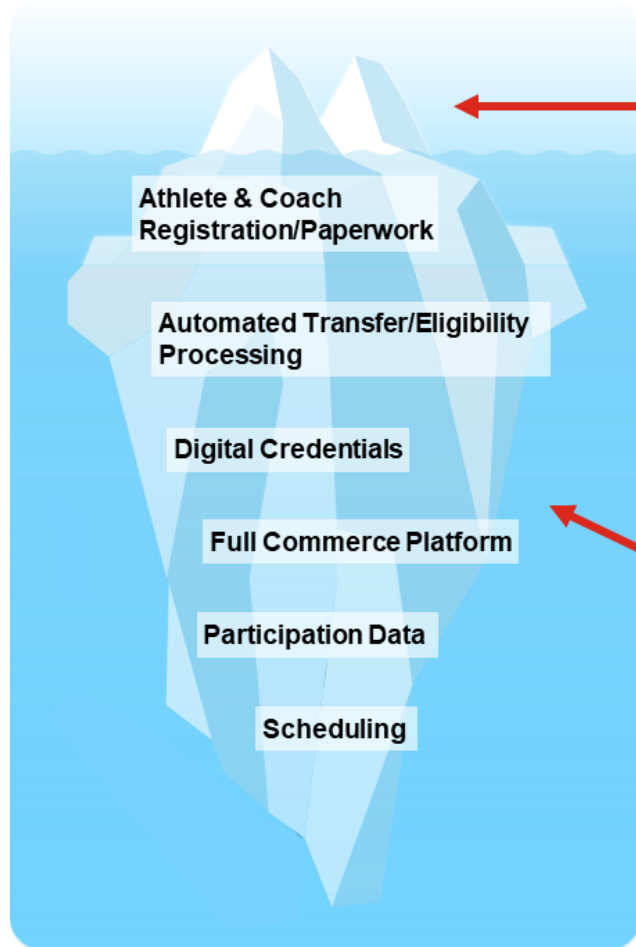 Athlete & Coach
Registration/Paperwork
Automated Transfer/Eligibility
Processing
Digital Credentials
Full Commerce Platform
Participation Data
Scheduling